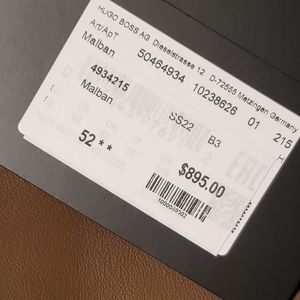 HUGO BOSS AG Dieselstrasse 12 D-72555 Metzingen Germany
Art/ApT 50464934 10238626 01 215
Malban
4934215
Malban SS22 B3
52 ** $895.00